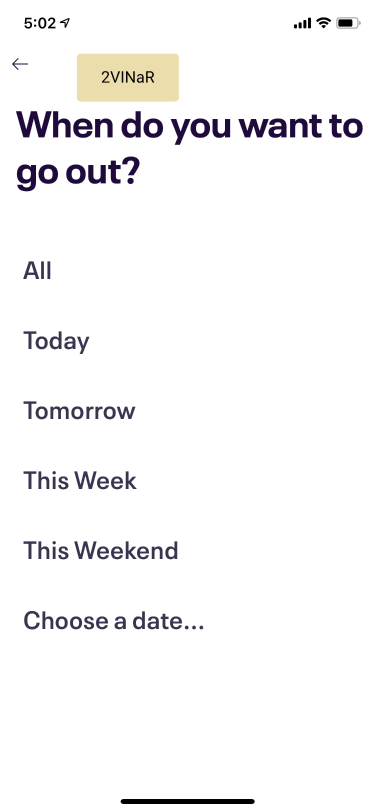 5:02
2VINaR
When do you want to
go out?
All
Today
Tomorrow
This Week
This Weekend
Choose a date...